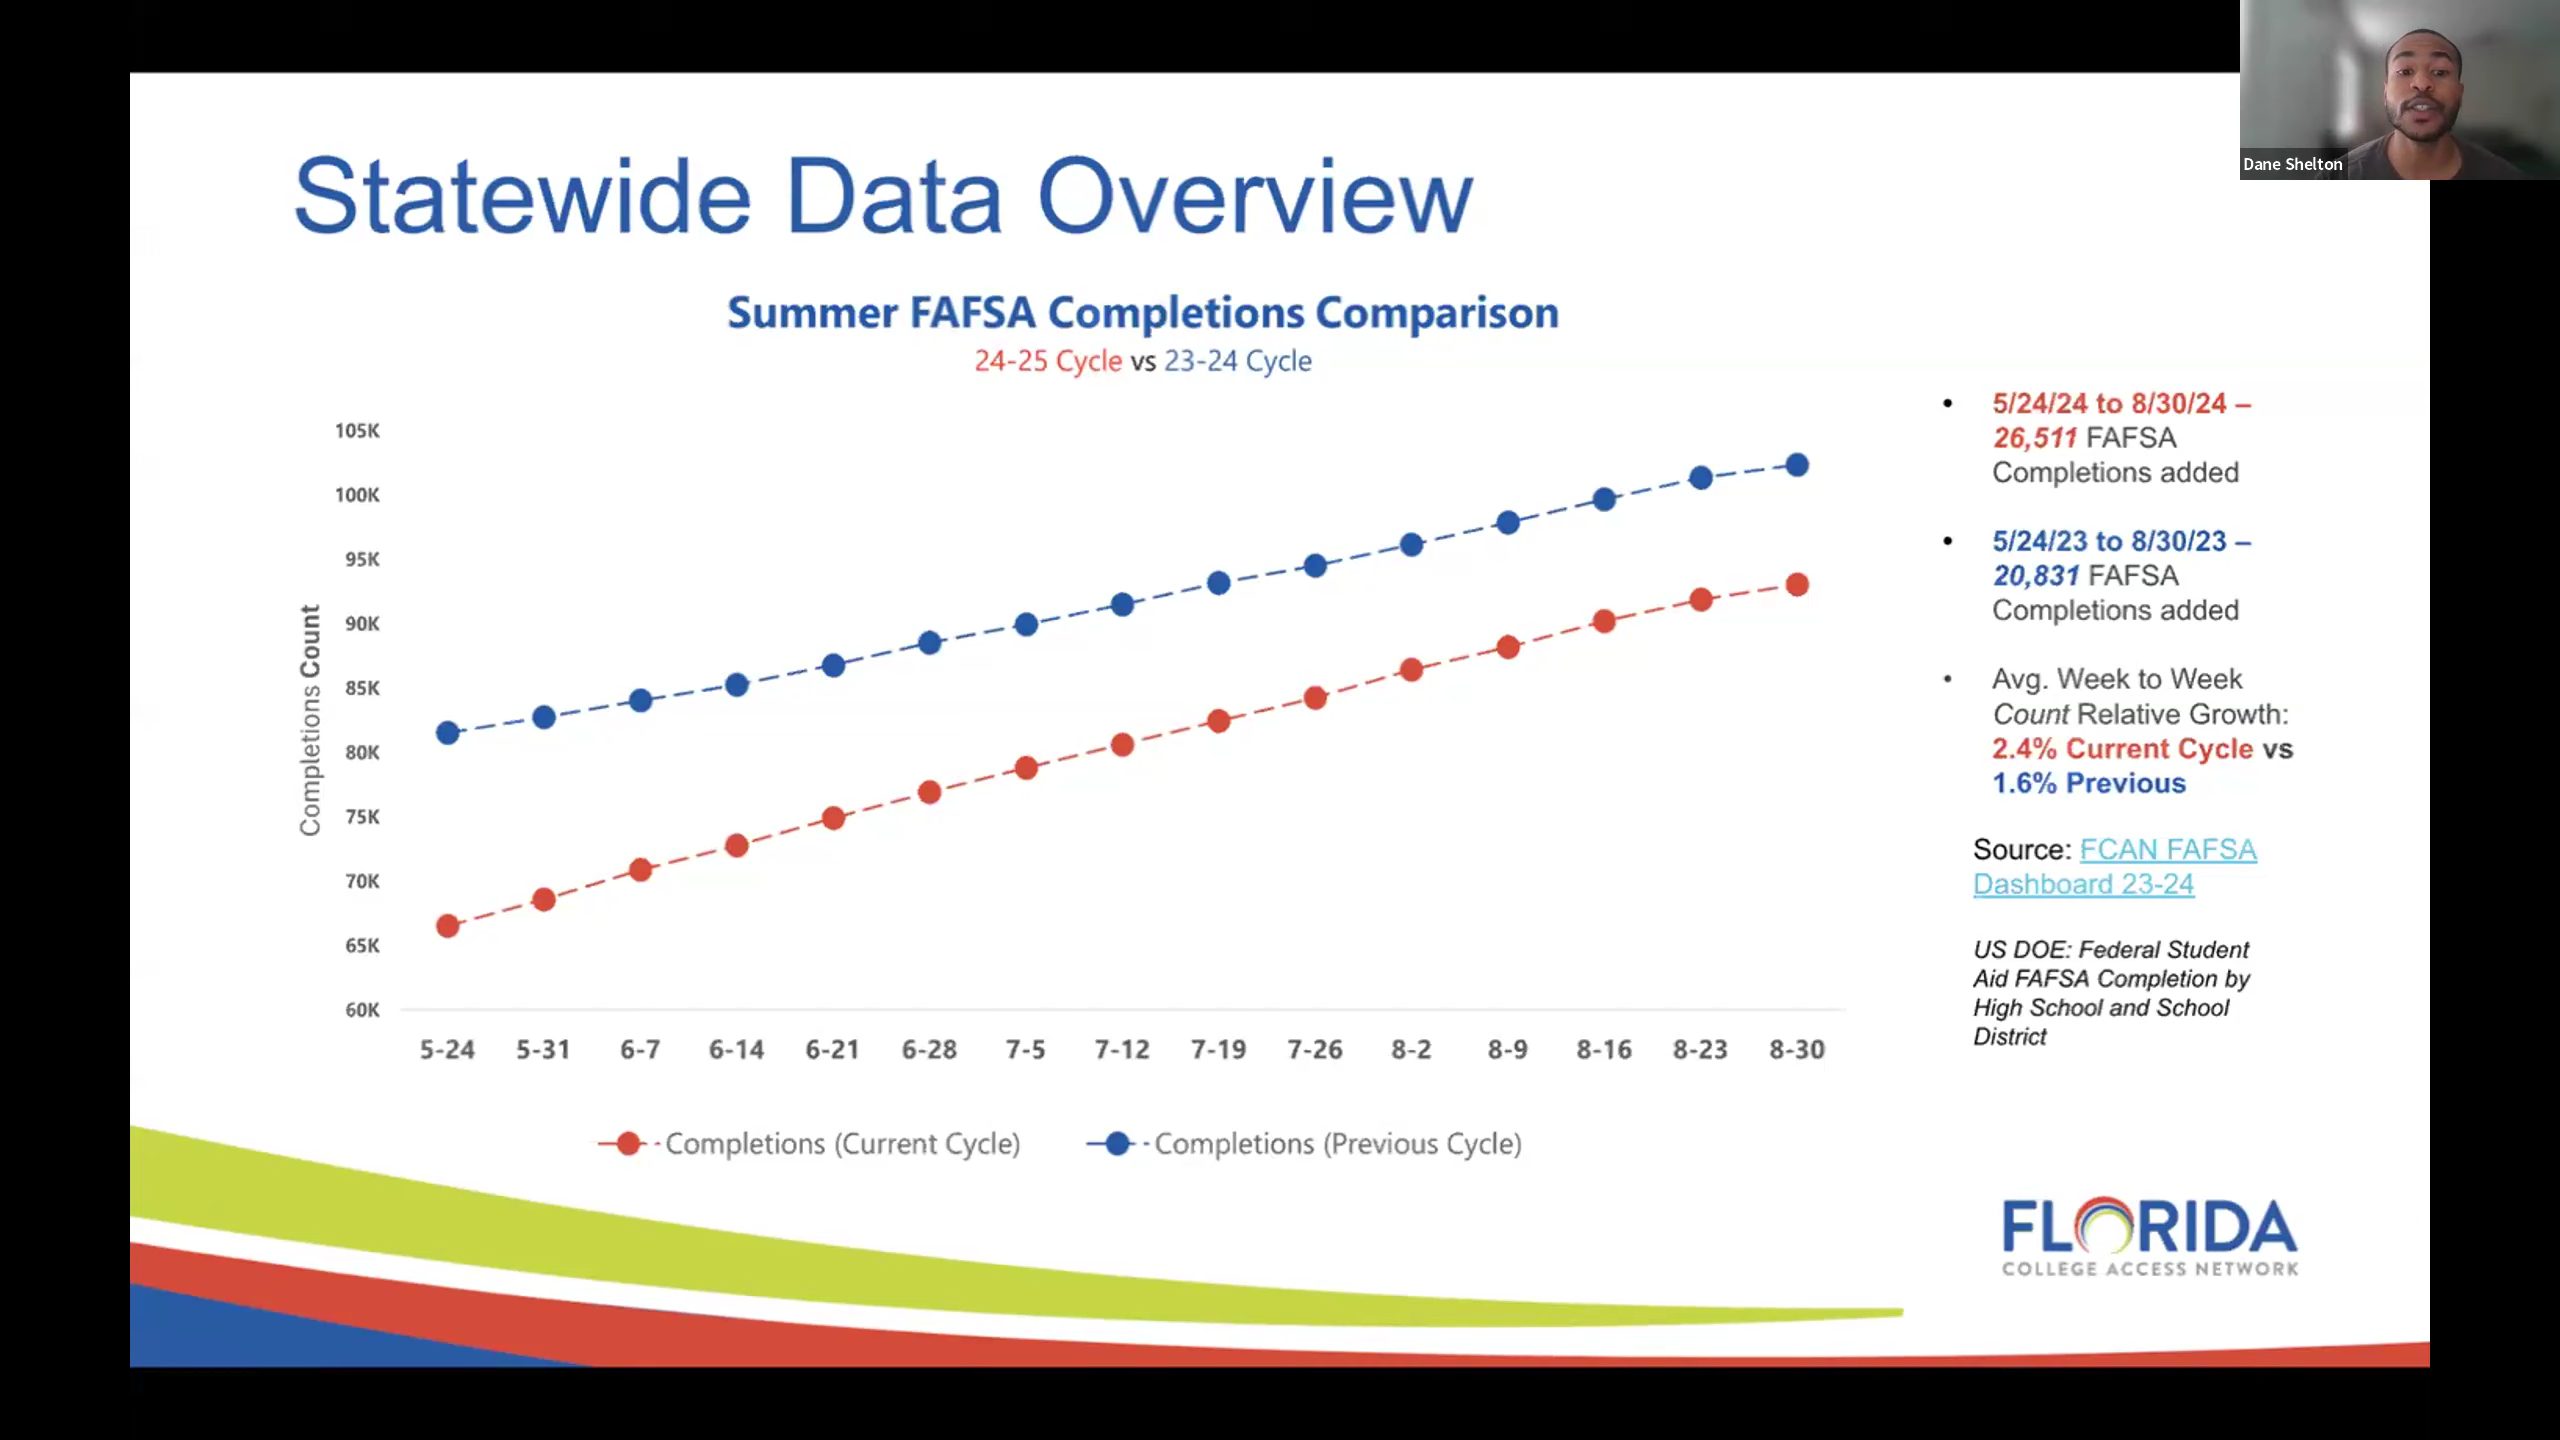 Dane Shelton
Statewide Data Overview
Summer FAFSA Completions Comparison
24-25 Cycle vs 23-24 Cycle
Completions Count
105K
100K
95K
90K
85K
80K
75K
70K
65K
60K
5-24 5-31 6-7 6-14 6-21 6-28 7-5 7-12 7-19 7-26 8-2 8-9 8-16 8-23 8-30
Completions (Current Cycle) Completions (Previous Cycle)
• 5/24/24 to 8/30/24 –
26,511 FAFSA
Completions added
• 5/24/23 to 8/30/23 –
20,831 FAFSA
Completions added
• Avg. Week to Week
Count Relative Growth:
2.4% Current Cycle vs
1.6% Previous
Source: FCAN FAFSA
Dashboard 23-24
US DOE: Federal Student
Aid FAFSA Completion by
High School and School
District
FLORIDA
COLLEGE ACCESS NETWORK